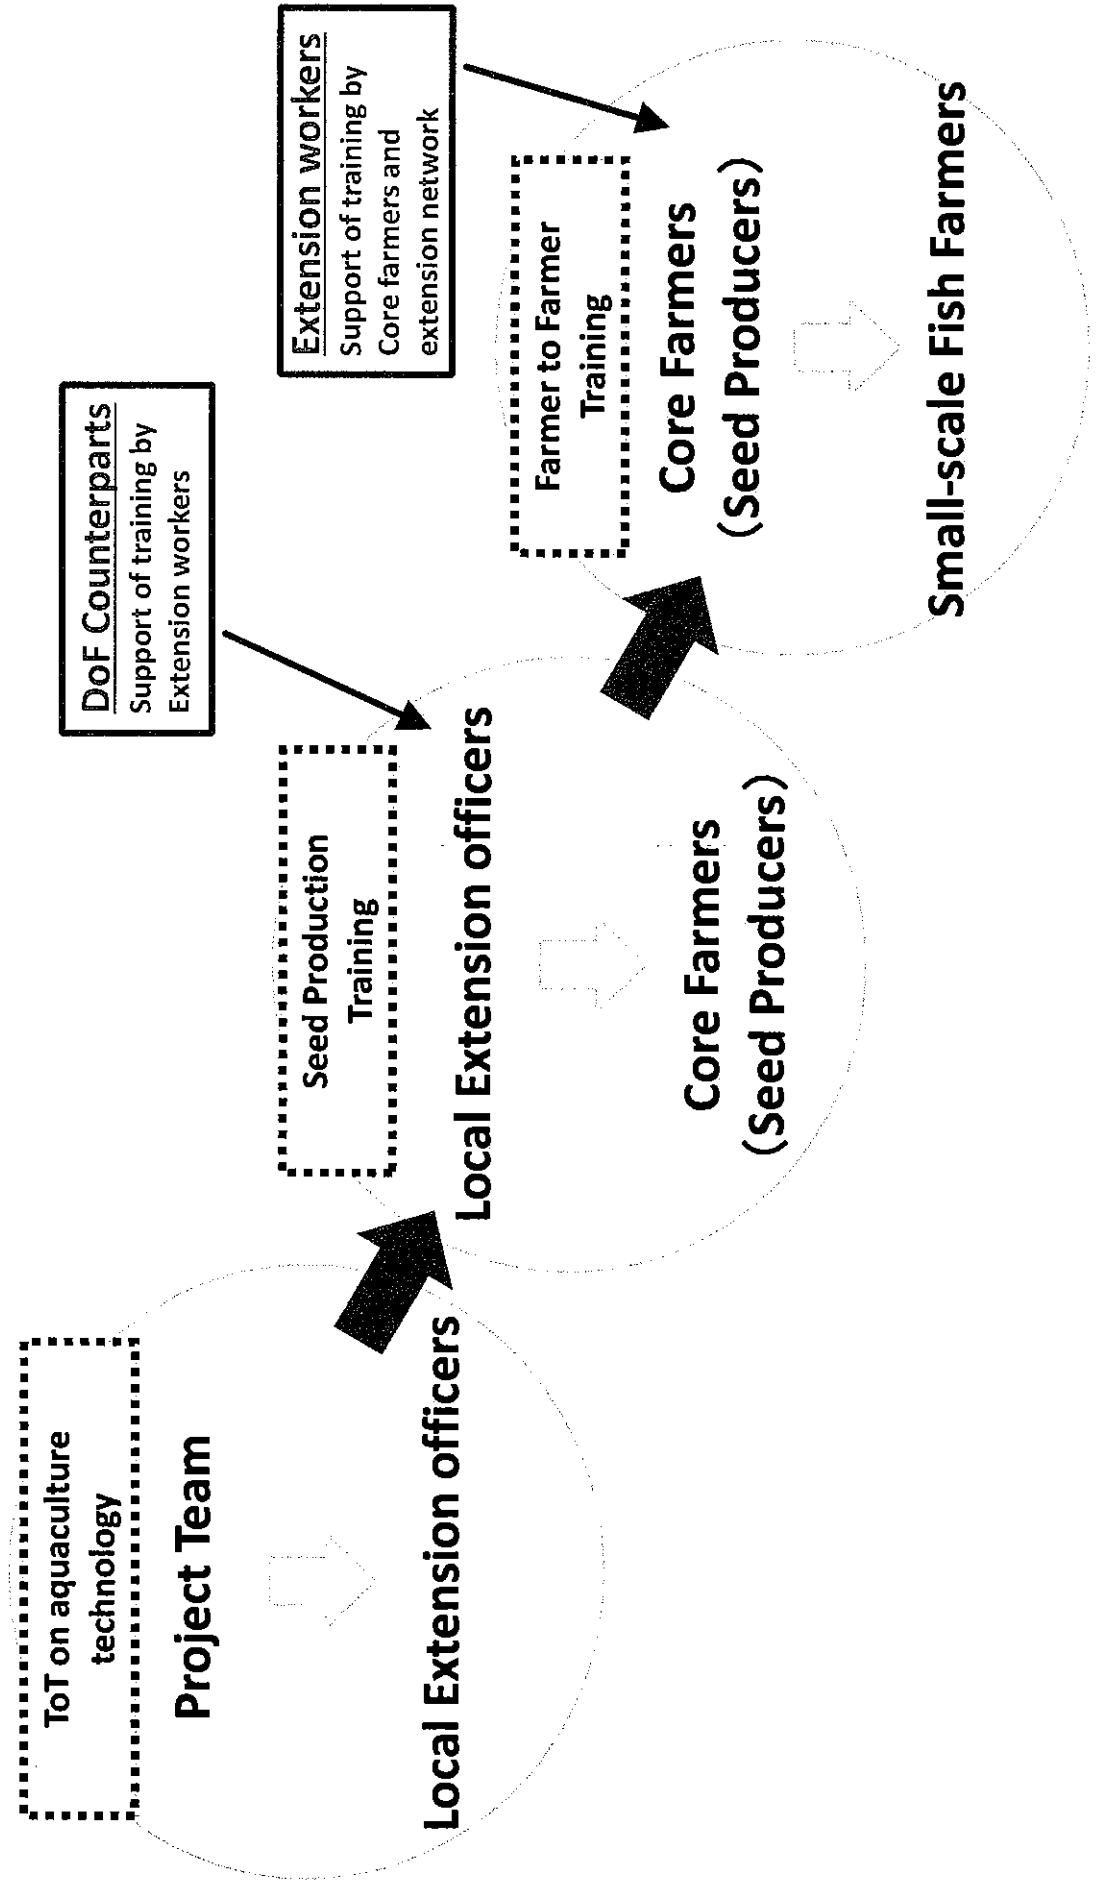 ToT on aquaculture
technology
Project Team
Local Extension officers
Seed Production
Training
Local Extension officers
Core Farmers
(Seed Producers)
DoF Counterparts
Support of training by
Extension workers
Farmer to Farmer
Training
Core Farmers
(Seed Producers)
Small-scale Fish Farmers
Extension workers
Support of training by
Core farmers and
extension network